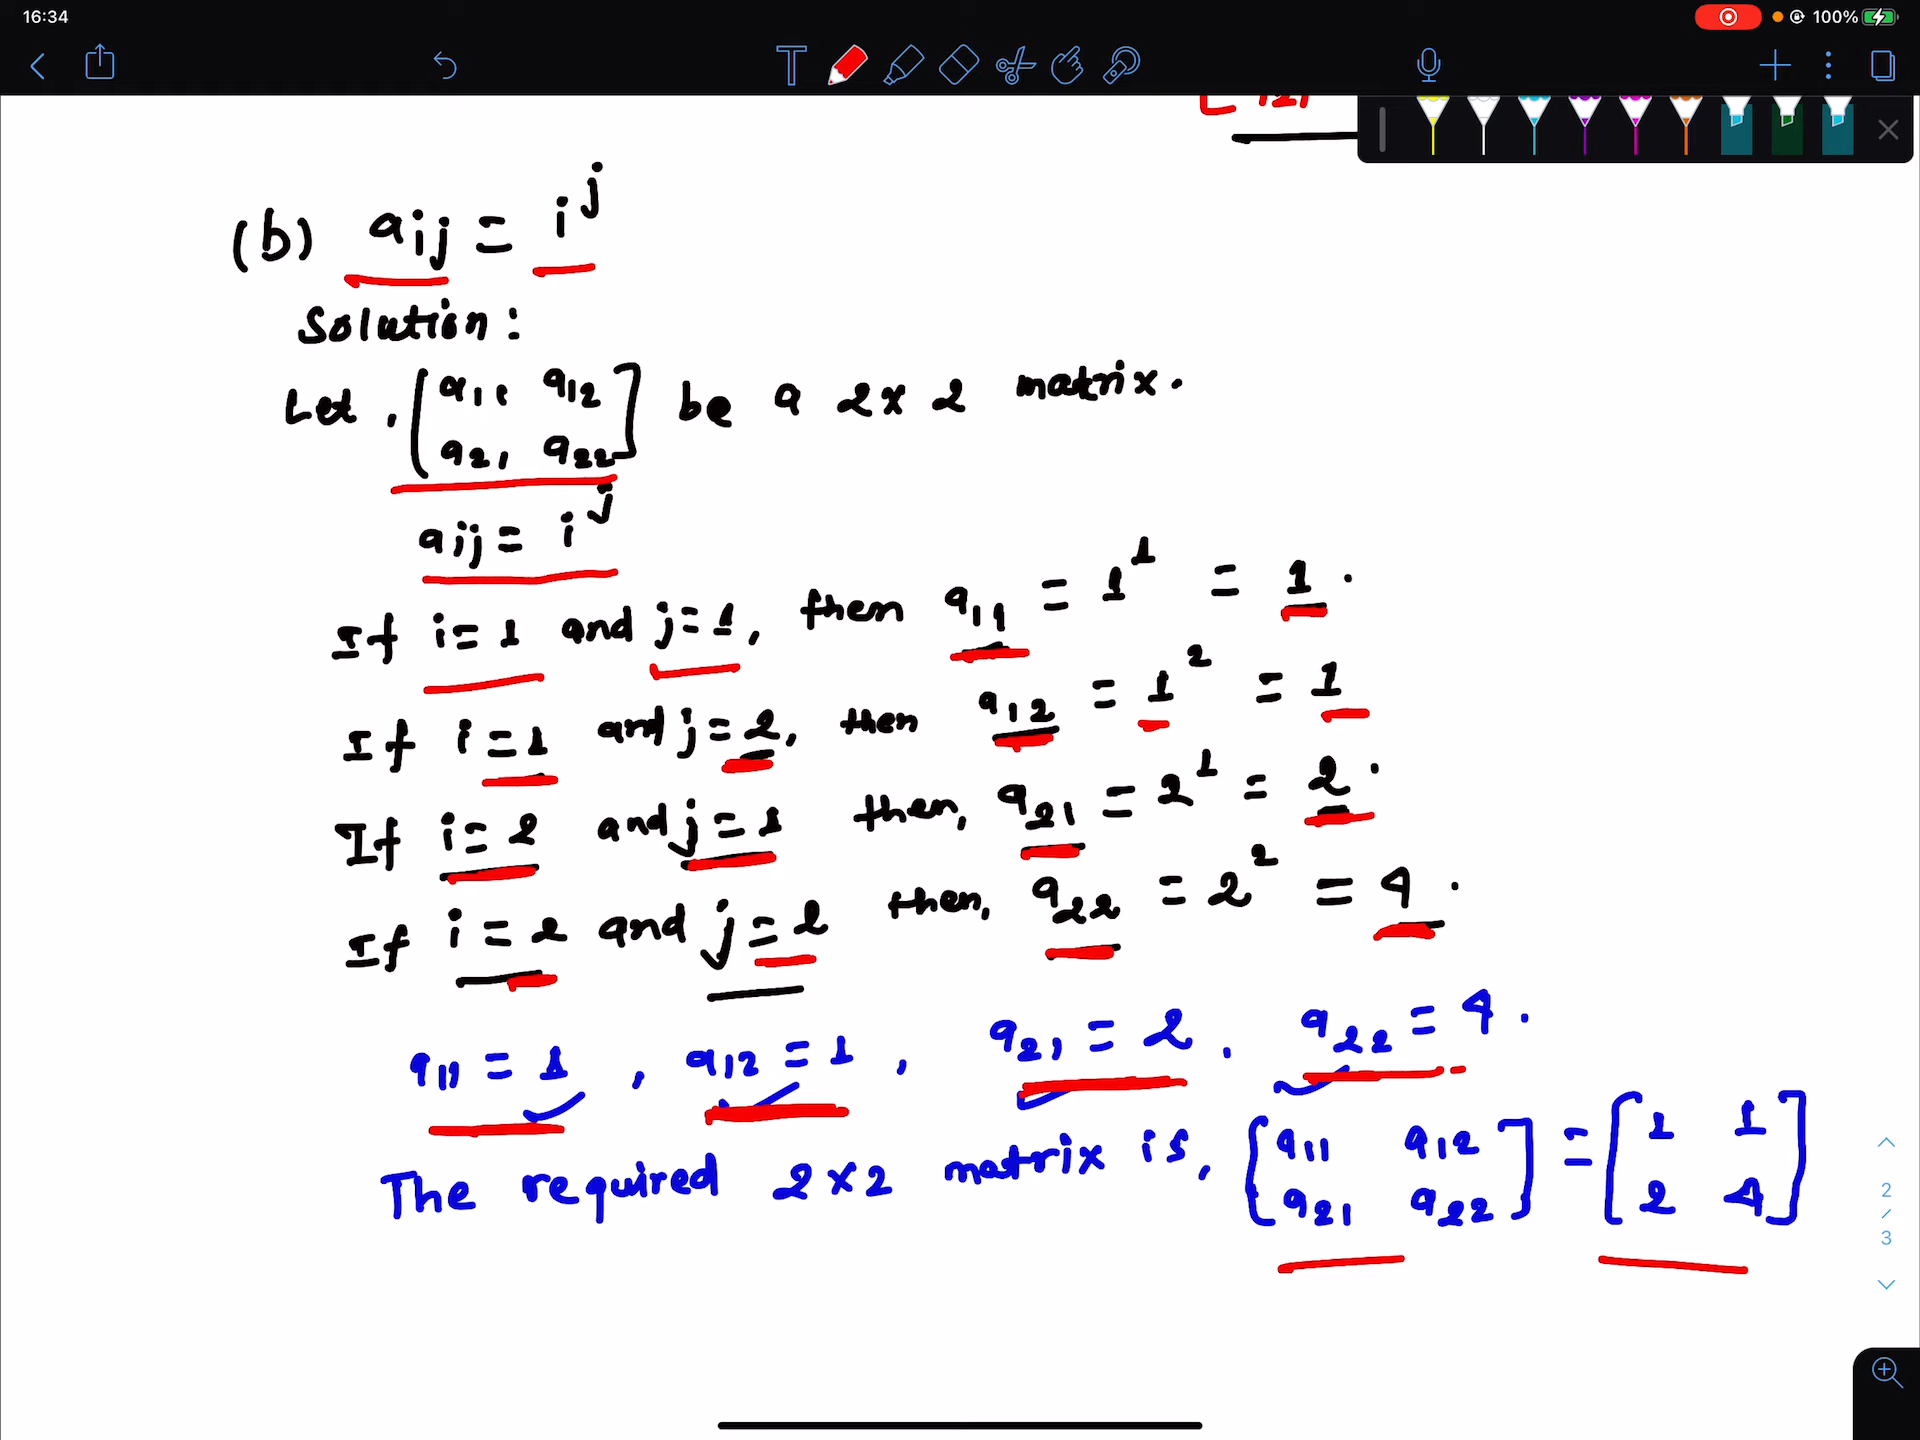 16:34
100%
(b) aij = i^j
Solution:
Let, [a11 a12
a21 a22] be a 2x2 matrix.
aij = i^j
If i=1 and j=1, then a11 = 1^1 = 1.
If i=1 and j=2, then a12 = 1^2 = 1
If i=2 and j=1 then, a21 = 2^1 = 2.
If i=2 and j=2 then, a22 = 2^2 = 4.
a11 = 1, a12 = 1, a21 = 2, a22 = 4.
The required 2x2 matrix is, [a11 a12 = [1 1
a21 a22] 2 4]
2
/
3